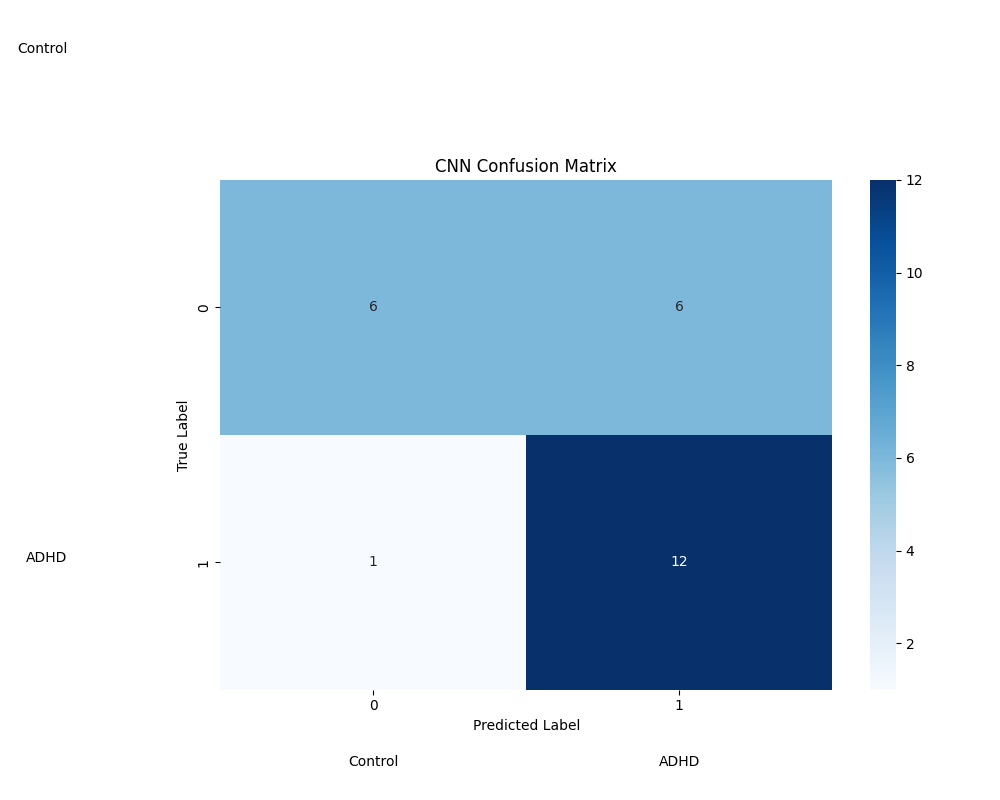 Control
CNN Confusion Matrix
12
10
8
6
4
2
6 6
1 12
0
1
True Label
ADHD
0 1
Predicted Label
Control ADHD